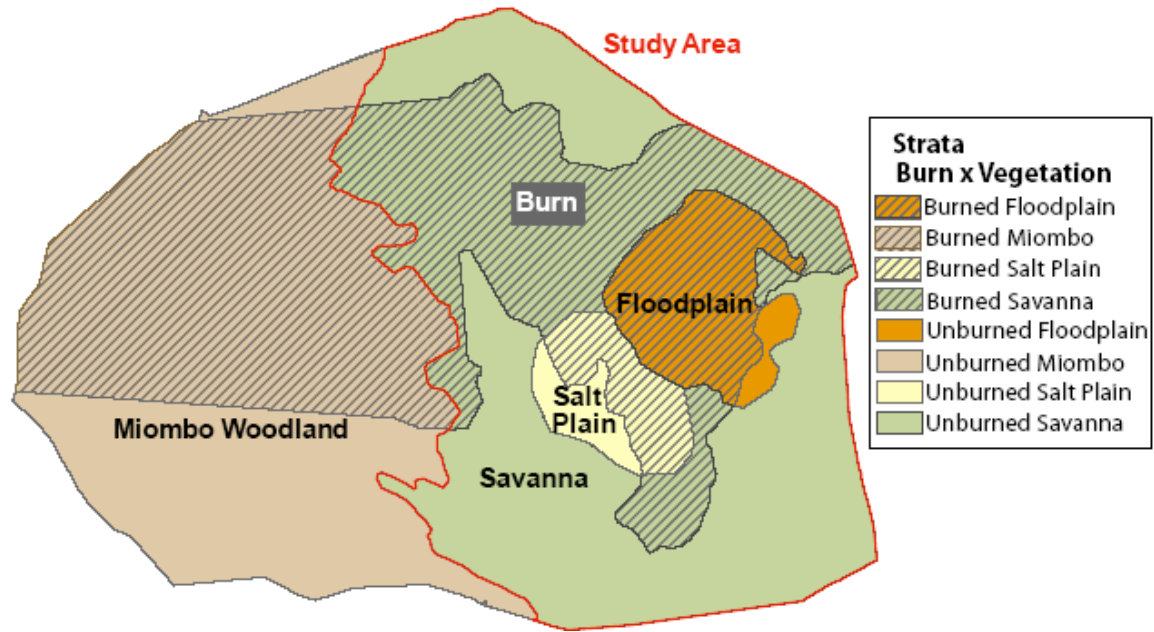 Study Area
Burn
Floodplain
Salt
Plain
Miombo Woodland
Savanna
Strata
Burn x Vegetation
Burned Floodplain
Burned Miombo
Burned Salt Plain
Burned Savanna
Unburned Floodplain
Unburned Miombo
Unburned Salt Plain
Unburned Savanna